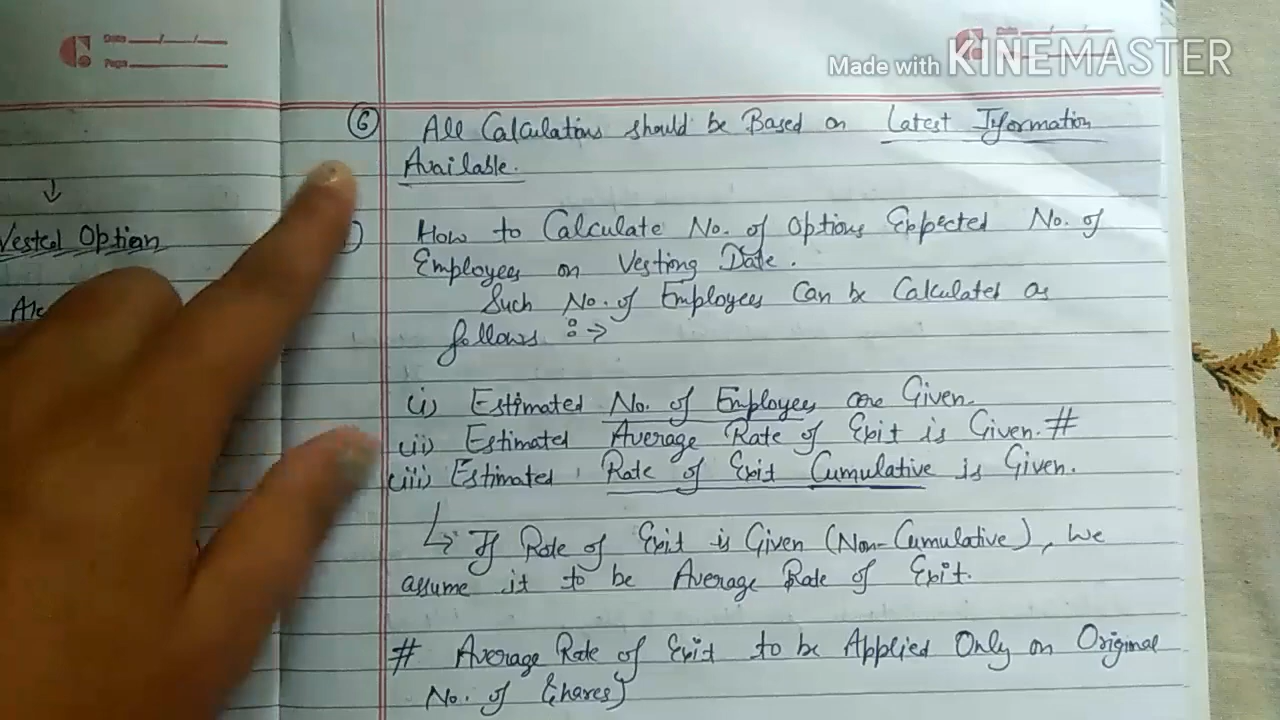 Date
Page
Date
Page
Made with KINEMASTER
↓
Vested Option
⑥ All Calculations should be Based on Latest Information
Available.
How to Calculate No. of Options Expected No. of
Employees on Vesting Date.
Such No. of Employees Can be Calculated as
follows :→
(i) Estimated No. of Employees are Given.
(ii) Estimated Average Rate of Exit is Given. #
(iii) Estimated Rate of Exit Cumulative is Given.
↳ If Rate of Exit is Given (Non-Cumulative), we
assume it to be Average Rate of Exit.
# Average Rate of Exit to be Applied Only on Original
No. of Shares}